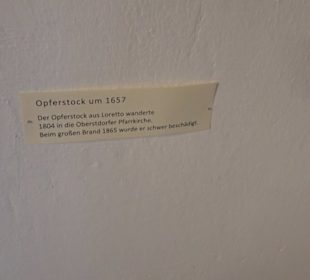 Opferstock um 1657
Der Opferstock aus Loretto wanderte
1804 in die Oberstdorfer Pfarrkirche.
Beim großen Brand 1865 wurde er schwer beschädigt.